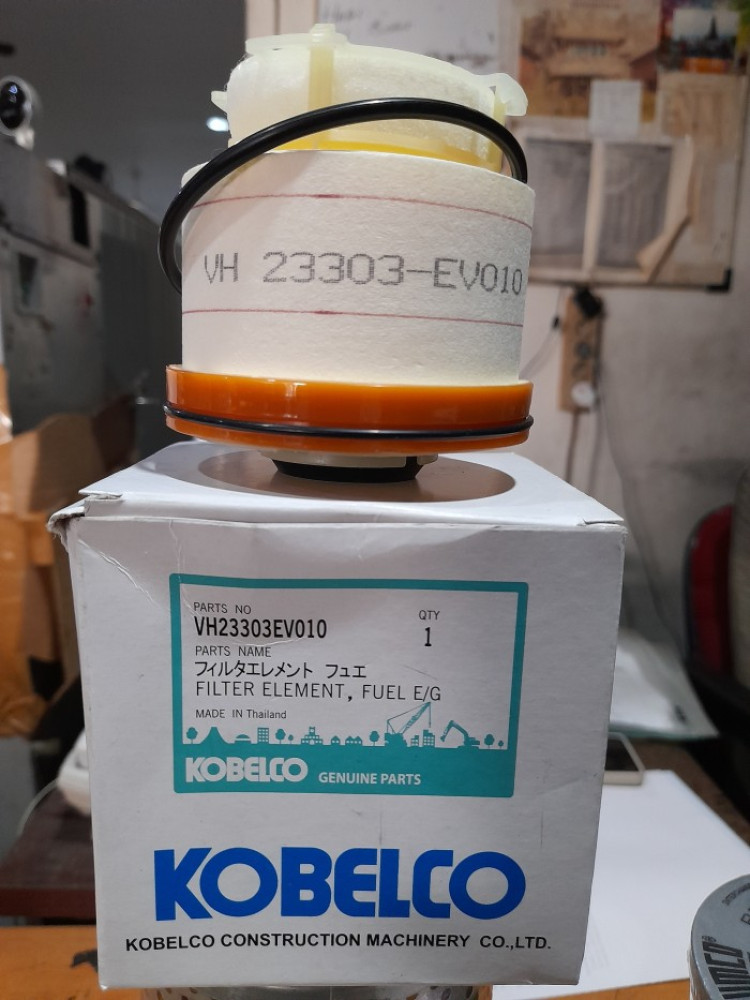 VH 23303-EV010
PARTS NO
QTY
VH23303EV010
1
PARTS NAME
フィルタエレメント フュエ
FILTER ELEMENT, FUEL E/G
MADE IN Thailand
KOBELCO GENUINE PARTS
KOBELCO
KOBELCO CONSTRUCTION MACHINERY CO.,LTD.